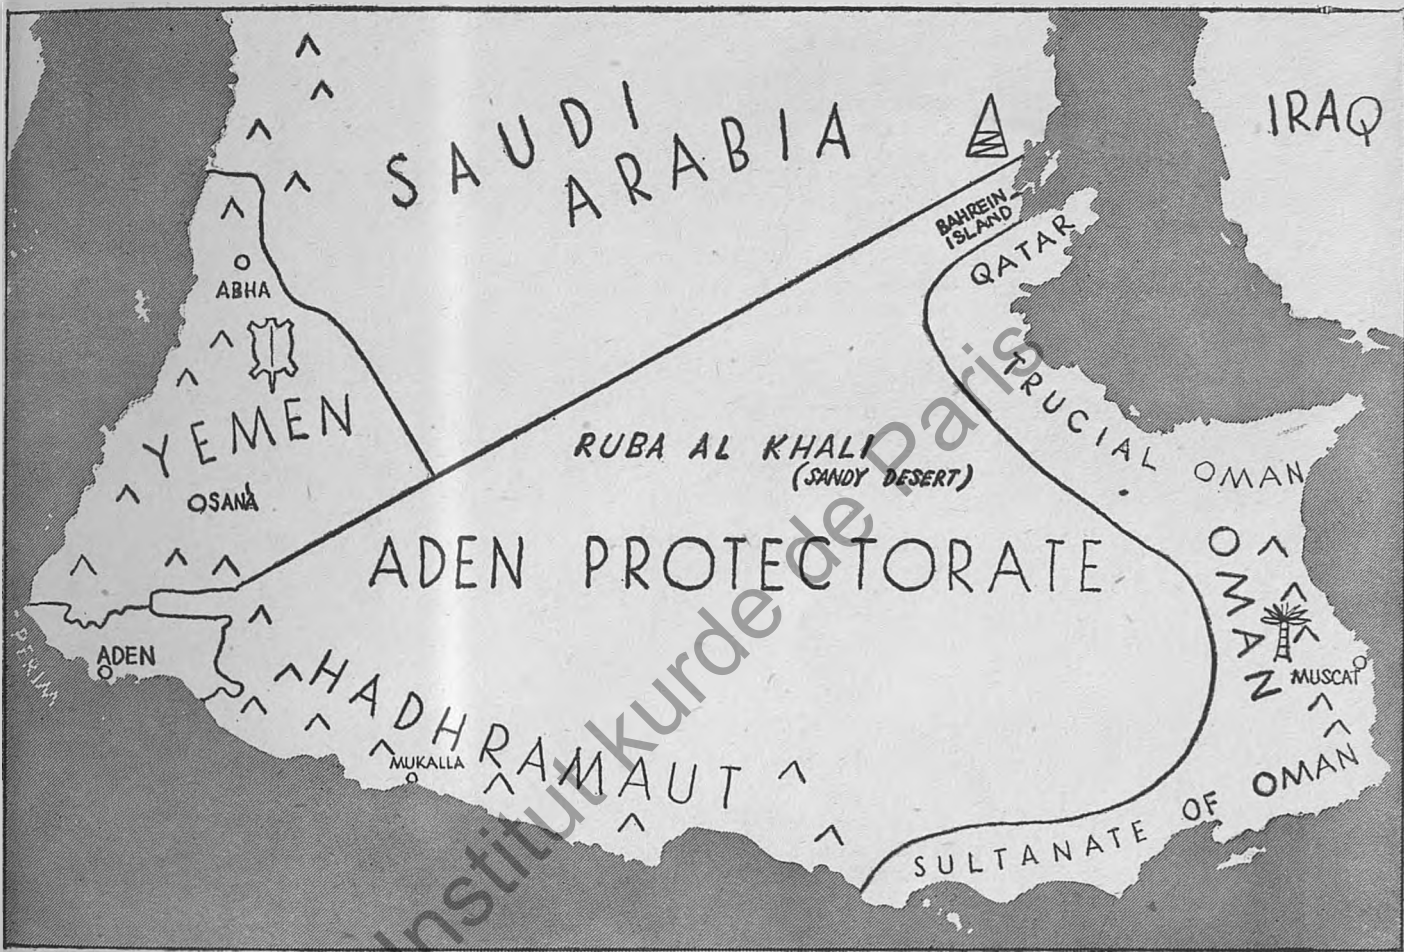 SAUDI
ARABIA
IRAQ
BAHREIN
ISLAND
QATAR
ABHA
TRUCIAL OMAN
YEMEN
RUBA AL KHALI
(SANDY DESERT)
SANÁ
ADEN PROTECTORATE
OMAN
PERIM
ADEN
HADHRAMAUT
MUSCAT
MUKALLA
SULTANATE OF OMAN
Institut kurde de Paris